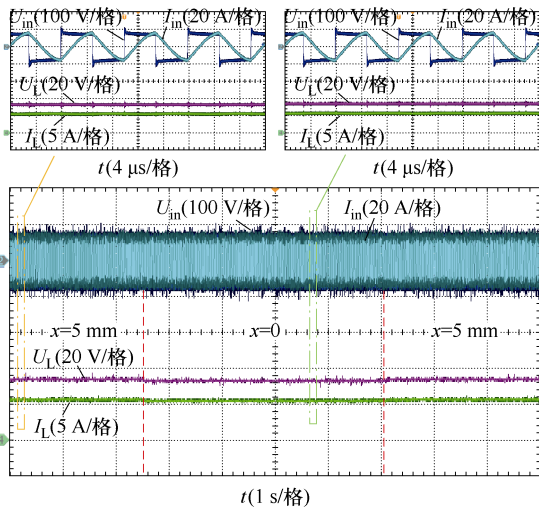 Uin(100 V/格) Iin(20 A/格)
UL(20 V/格)
IL(5 A/格)
t(4 μs/格)
Uin(100 V/格) Iin(20 A/格)
UL(20 V/格)
IL(5 A/格)
t(4 μs/格)
Uin(100 V/格) Iin(20 A/格)
x=5 mm x=0 x=5 mm
UL(20 V/格)
IL(5 A/格)
t(1 s/格)